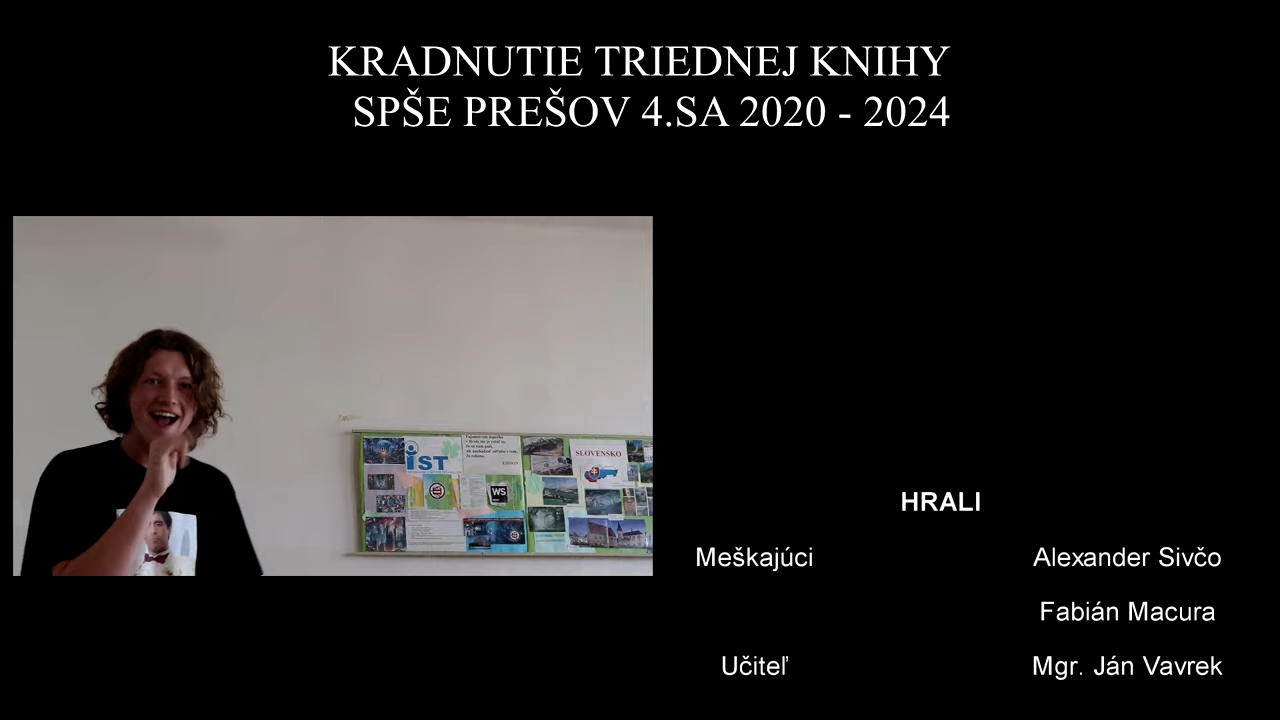 KRADNUTIE TRIEDNEJ KNIHY
SPŠE PREŠOV 4.SA 2020 - 2024
iST
EDISON
SLOVENSKO
WS
HRALI
Meškajúci Alexander Sivčo
Fabián Macura
Učiteľ Mgr. Ján Vavrek